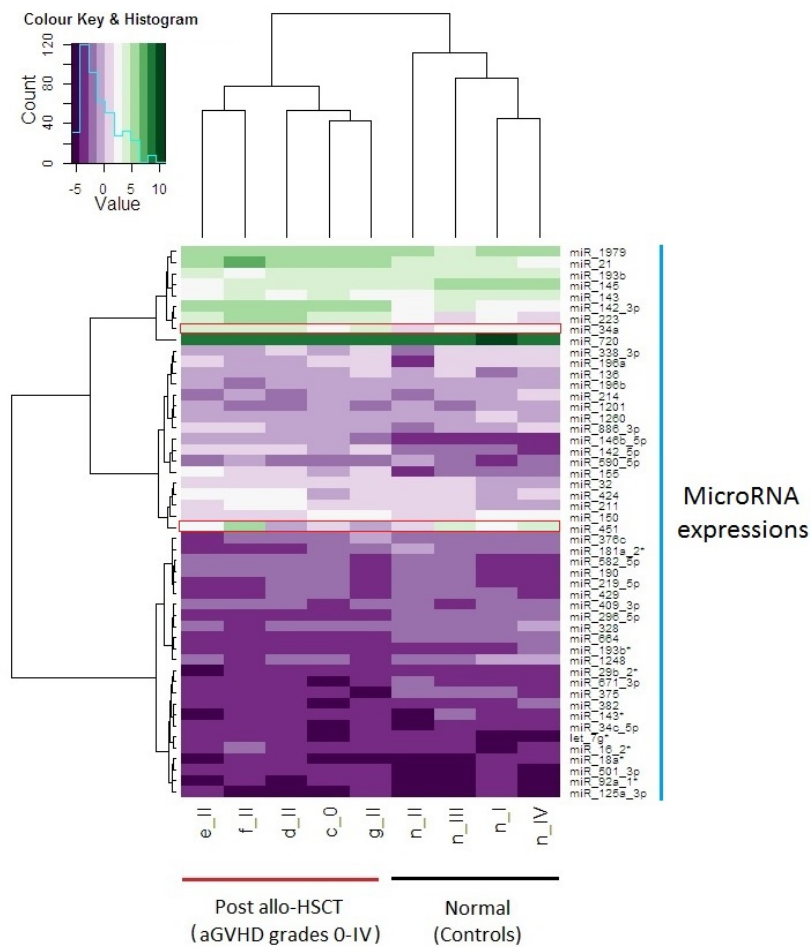 Colour Key & Histogram
Count
0 40 80 120
-5 0 5 10
Value
miR_1979
miR_21
miR_193b
miR_146
miR_143
miR_142_3p
miR_223
miR_34a
miR_720
miR_338_3p
miR_196a
miR_136
miR_196b
miR_214
miR_1201
miR_1260
miR_886_3p
miR_146b_5p
miR_142_5p
miR_590_5p
miR_155
miR_32
miR_424
miR_211
miR_150
miR_451
miR_376c
miR_181a_2*
miR_582_5p
miR_190
miR_219_5p
miR_429
miR_409_3p
miR_296_5p
miR_328
miR_664
miR_193b*
miR_1248
miR_29b_2*
miR_671_3p
miR_375
miR_382
miR_143*
miR_34c_5p
let_7g*
miR_16_2*
miR_18a*
miR_501_3p
miR_92a_1*
miR_125a_3p
MicroRNA
expressions
e_II f_II d_II c_0 g_II n_II n_III n_I n_IV
Post allo-HSCT
(aGVHD grades 0-IV)
Normal
(Controls)